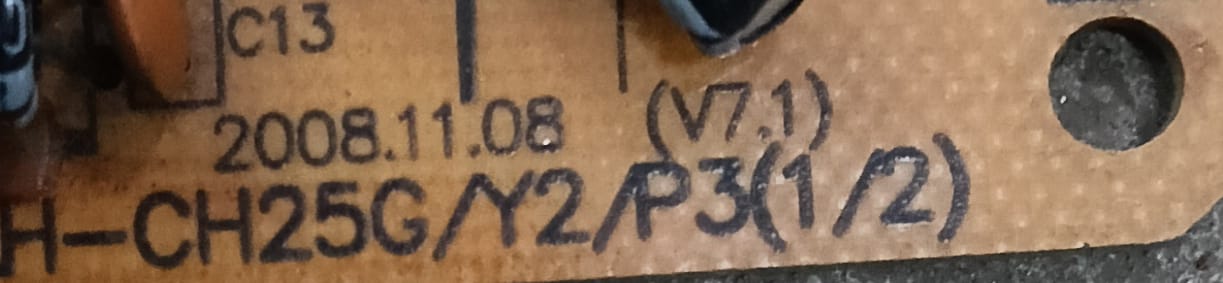 C13
2008.11.08 (V7.1)
H-CH25G/Y2/P3(1/2)